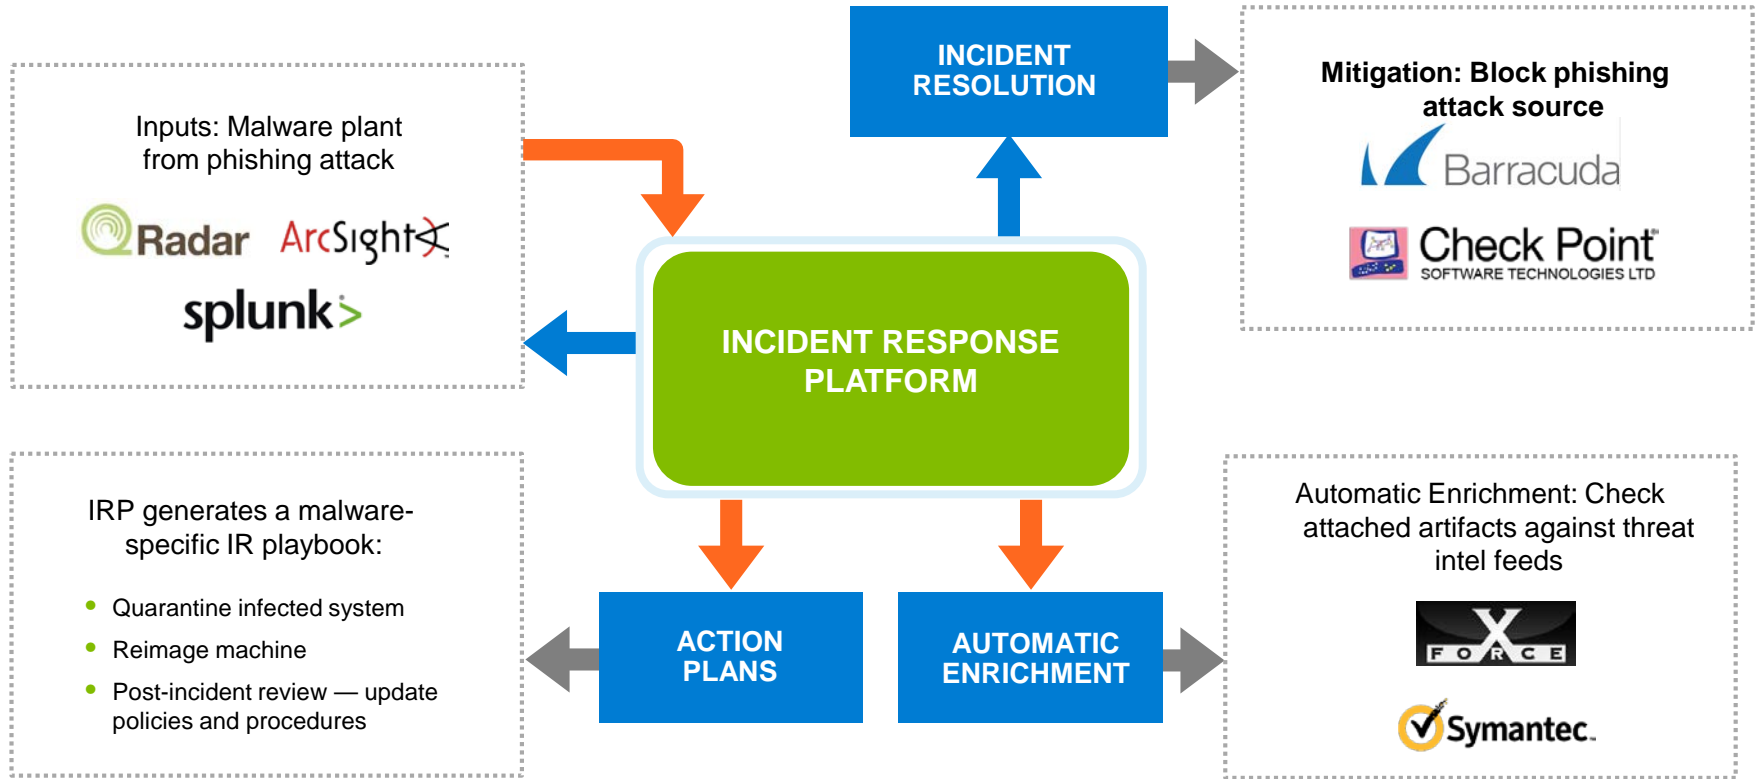 INCIDENT
RESOLUTION
Mitigation: Block phishing
attack source
Barracuda
Check Point
SOFTWARE TECHNOLOGIES LTD
Inputs: Malware plant
from phishing attack
QRadar
ArcSight
splunk>
INCIDENT RESPONSE
PLATFORM
IRP generates a malware-
specific IR playbook:
• Quarantine infected system
• Reimage machine
• Post-incident review — update
policies and procedures
ACTION
PLANS
AUTOMATIC
ENRICHMENT
Automatic Enrichment: Check
attached artifacts against threat
intel feeds
X
FORCE
Symantec.